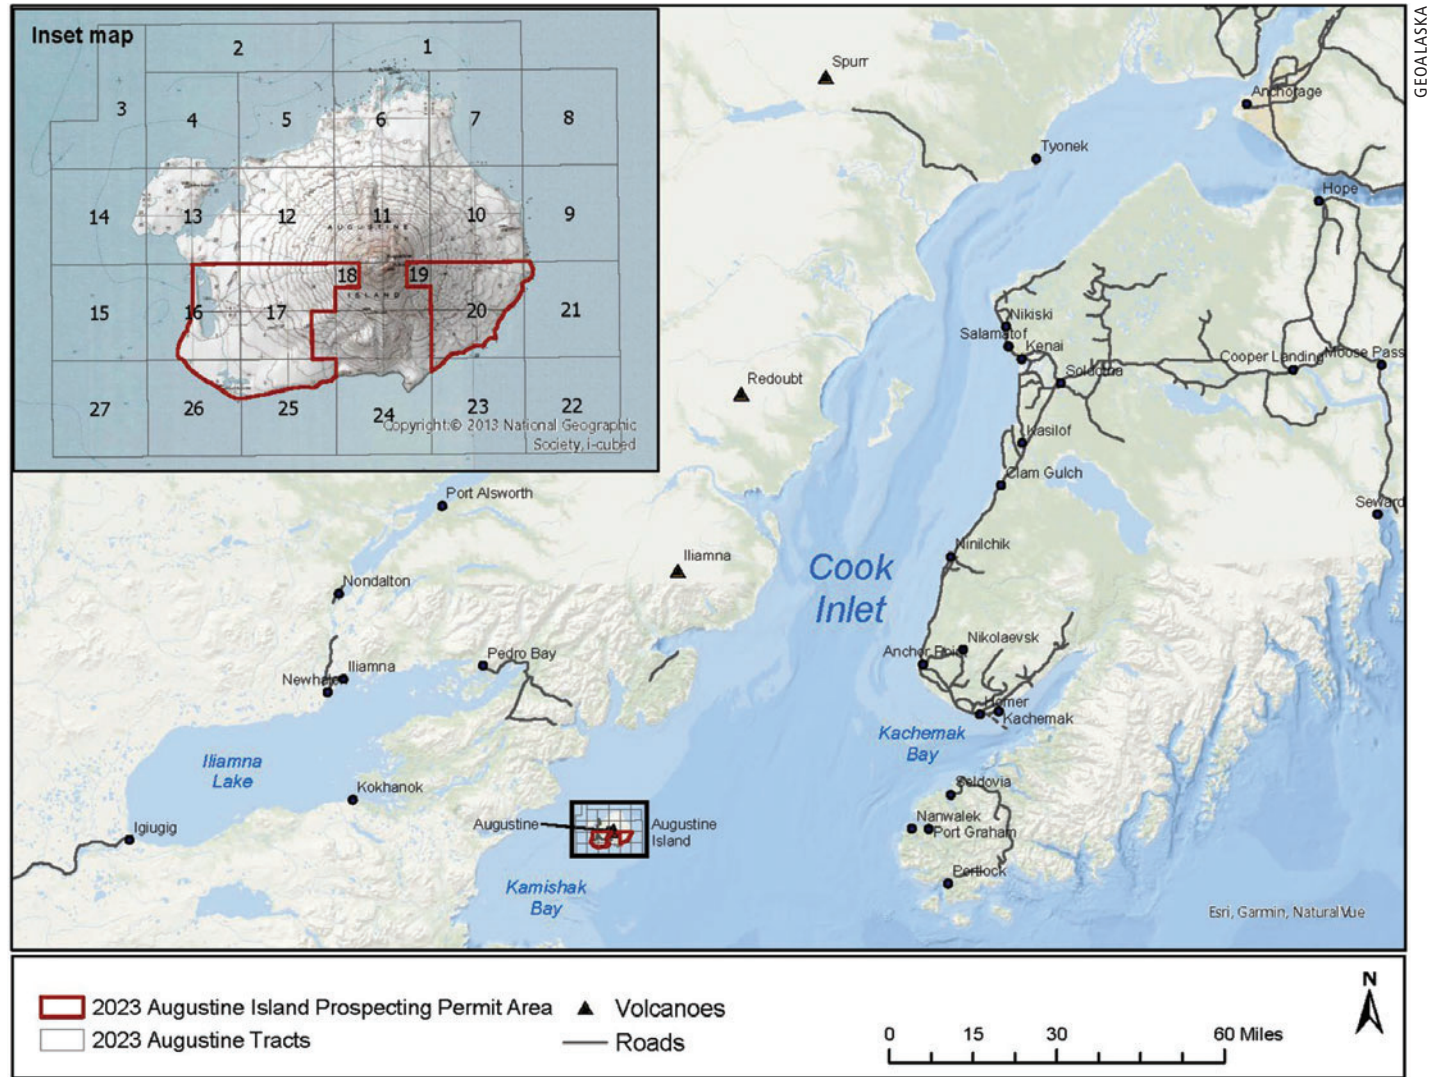 GEOALASKA
Inset map
2
1
3
4
5
6
7
8
14
13
12
11
10
9
AUGUSTINE
18
19
ISLAND
15
16
17
20
21
27
26
25
24
23
22
Copyright:© 2013 National Geographic
Society, i-cubed
Spurr
Anchorage
Tyonek
Hope
Nikiski
Salamatof
Kenai
Cooper Landing
Moose Pass
Soldotna
Redoubt
Kasilof
Clam Gulch
Port Alsworth
Seward
Iliamna
Ninilchik
Cook
Inlet
Nondalton
Nikolaevsk
Anchor Point
Pedro Bay
Iliamna
Newhalen
Homer
Kachemak
Kachemak
Bay
Iliamna
Lake
Kokhanok
Seldovia
Igiugig
Augustine
Augustine
Island
Nanwalek
Port Graham
Portlock
Kamishak
Bay
Esri, Garmin, NaturalVue
2023 Augustine Island Prospecting Permit Area
Volcanoes
2023 Augustine Tracts
Roads
0 15 30 60 Miles
N